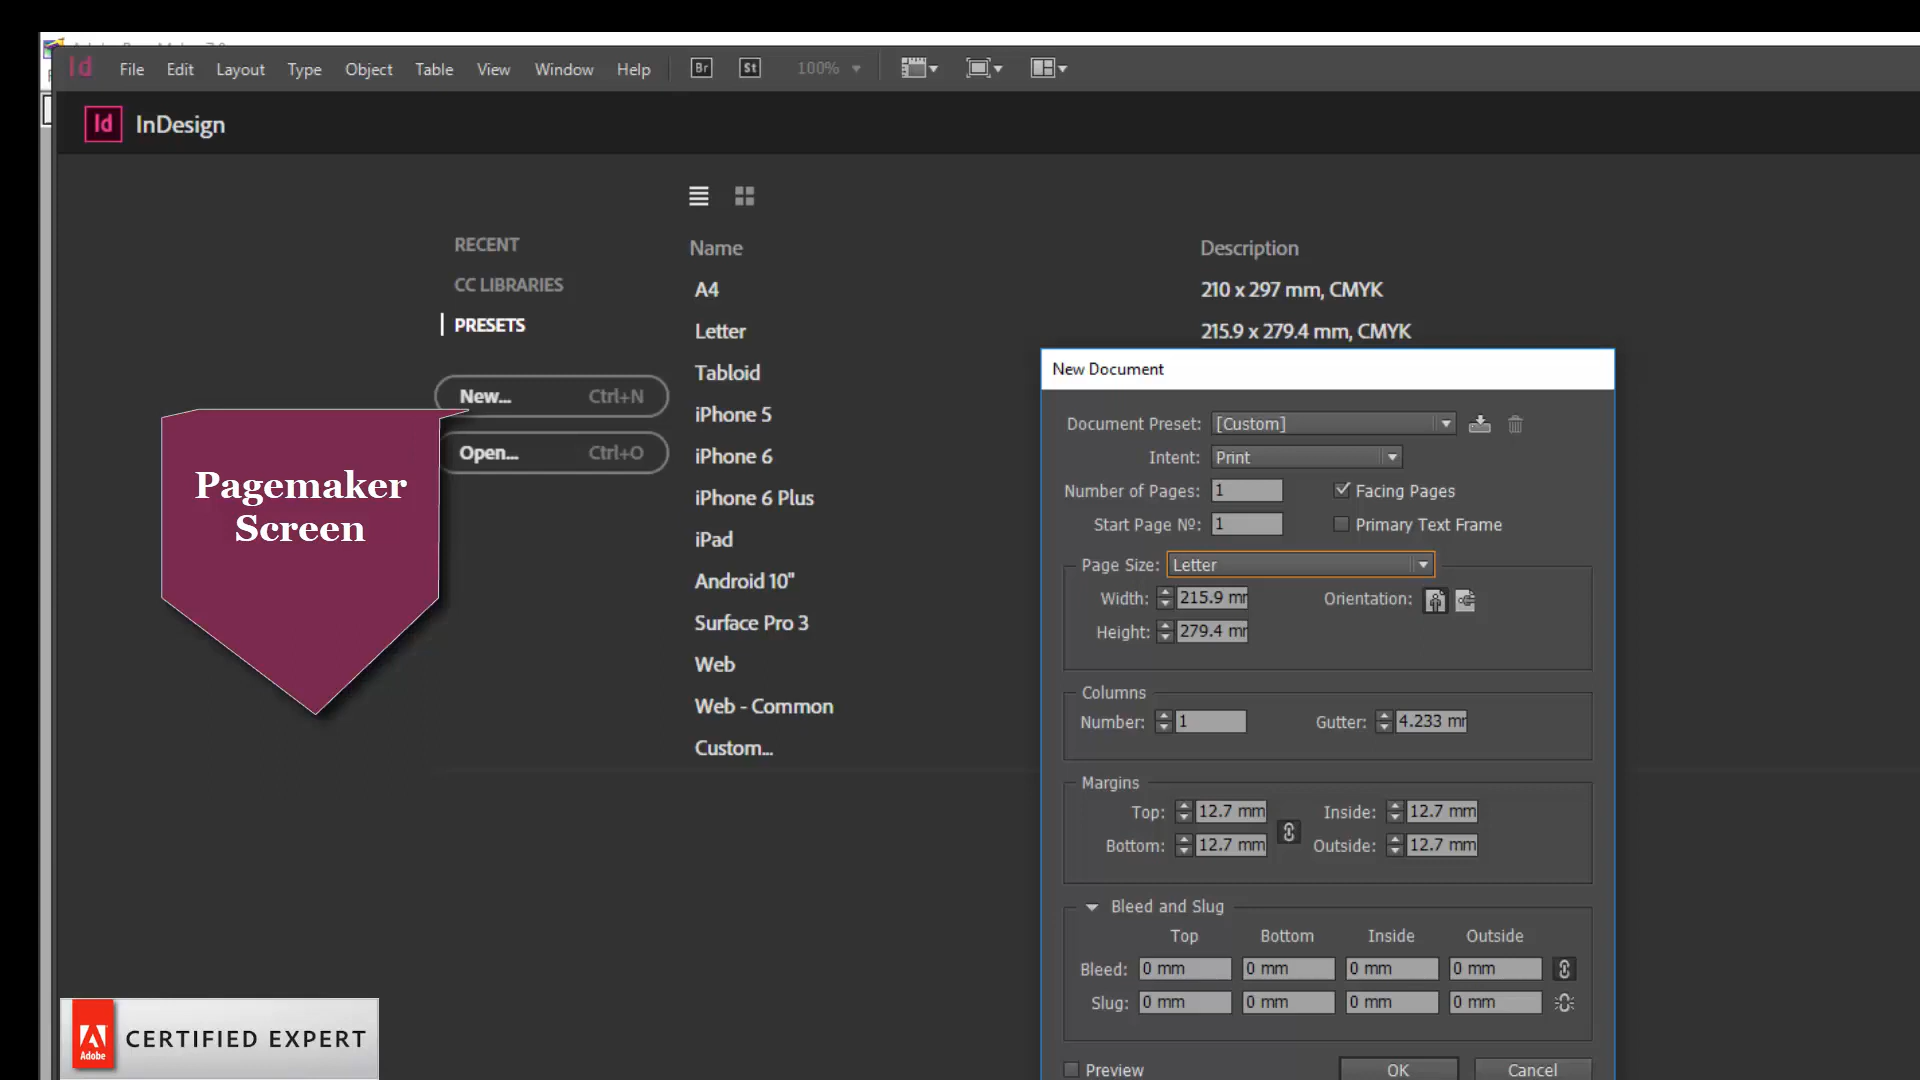 Id File Edit Layout Type Object Table View Window Help Br St 100%
Id InDesign
RECENT
CC LIBRARIES
PRESETS
New... Ctrl+N
Open... Ctrl+O
Name Description
A4 210 x 297 mm, CMYK
Letter 215.9 x 279.4 mm, CMYK
Tabloid
iPhone 5
iPhone 6
iPhone 6 Plus
iPad
Android 10"
Surface Pro 3
Web
Web - Common
Custom...
Pagemaker
Screen
New Document
Document Preset: [Custom]
Intent: Print
Number of Pages: 1 Facing Pages
Start Page №: 1 Primary Text Frame
Page Size: Letter
Width: 215.9 Orientation:
Height: 279.4
Columns
Number: 1 Gutter: 4.233
Margins
Top: 12.7 mm Inside: 12.7 mm
Bottom: 12.7 mm Outside: 12.7 mm
Bleed and Slug
Top Bottom Inside Outside
Bleed: 0 mm 0 mm 0 mm 0 mm
Slug: 0 mm 0 mm 0 mm 0 mm
Preview OK Cancel
Adobe CERTIFIED EXPERT